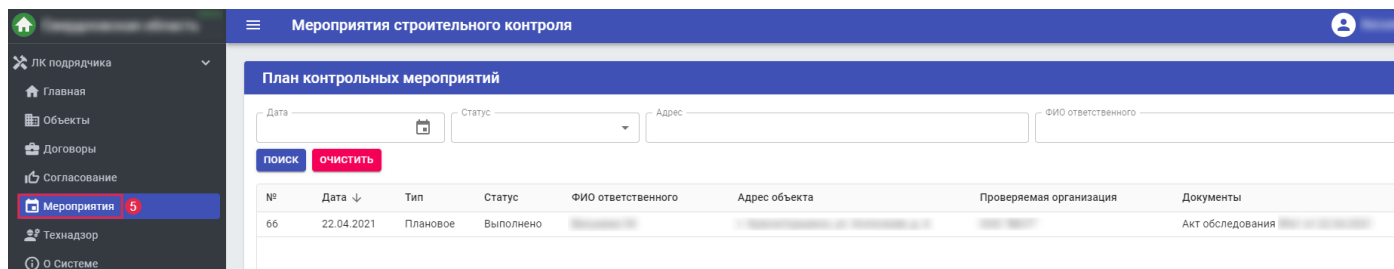 Мероприятия строительного контроля
ЛК подрядчика
Главная
Объекты
Договоры
Согласование
Мероприятия 5
Технадзор
О Системе
План контрольных мероприятий
Дата Статус Адрес ФИО ответственного
ПОИСК ОЧИСТИТЬ
№ Дата Тип Статус ФИО ответственного Адрес объекта Проверяемая организация Документы
66 22.04.2021 Плановое Выполнено Акт обследования